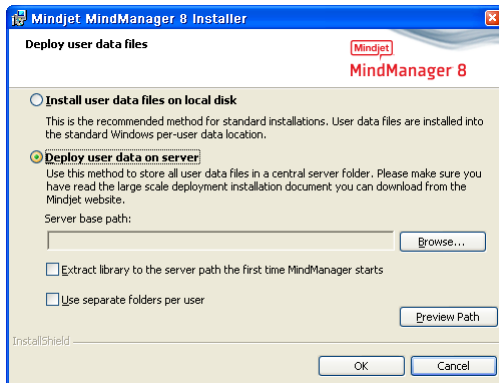 Mindjet MindManager 8 Installer
Deploy user data files
Mindjet
MindManager 8
Install user data files on local disk
This is the recommended method for standard installations. User data files are installed into
the standard Windows per-user data location.
Deploy user data on server
Use this method to store all user data files in a central server folder. Please make sure you
have read the large scale deployment installation document you can download from the
Mindjet website.
Server base path:
Browse...
Extract library to the server path the first time MindManager starts
Use separate folders per user
Preview Path
InstallShield
OK
Cancel